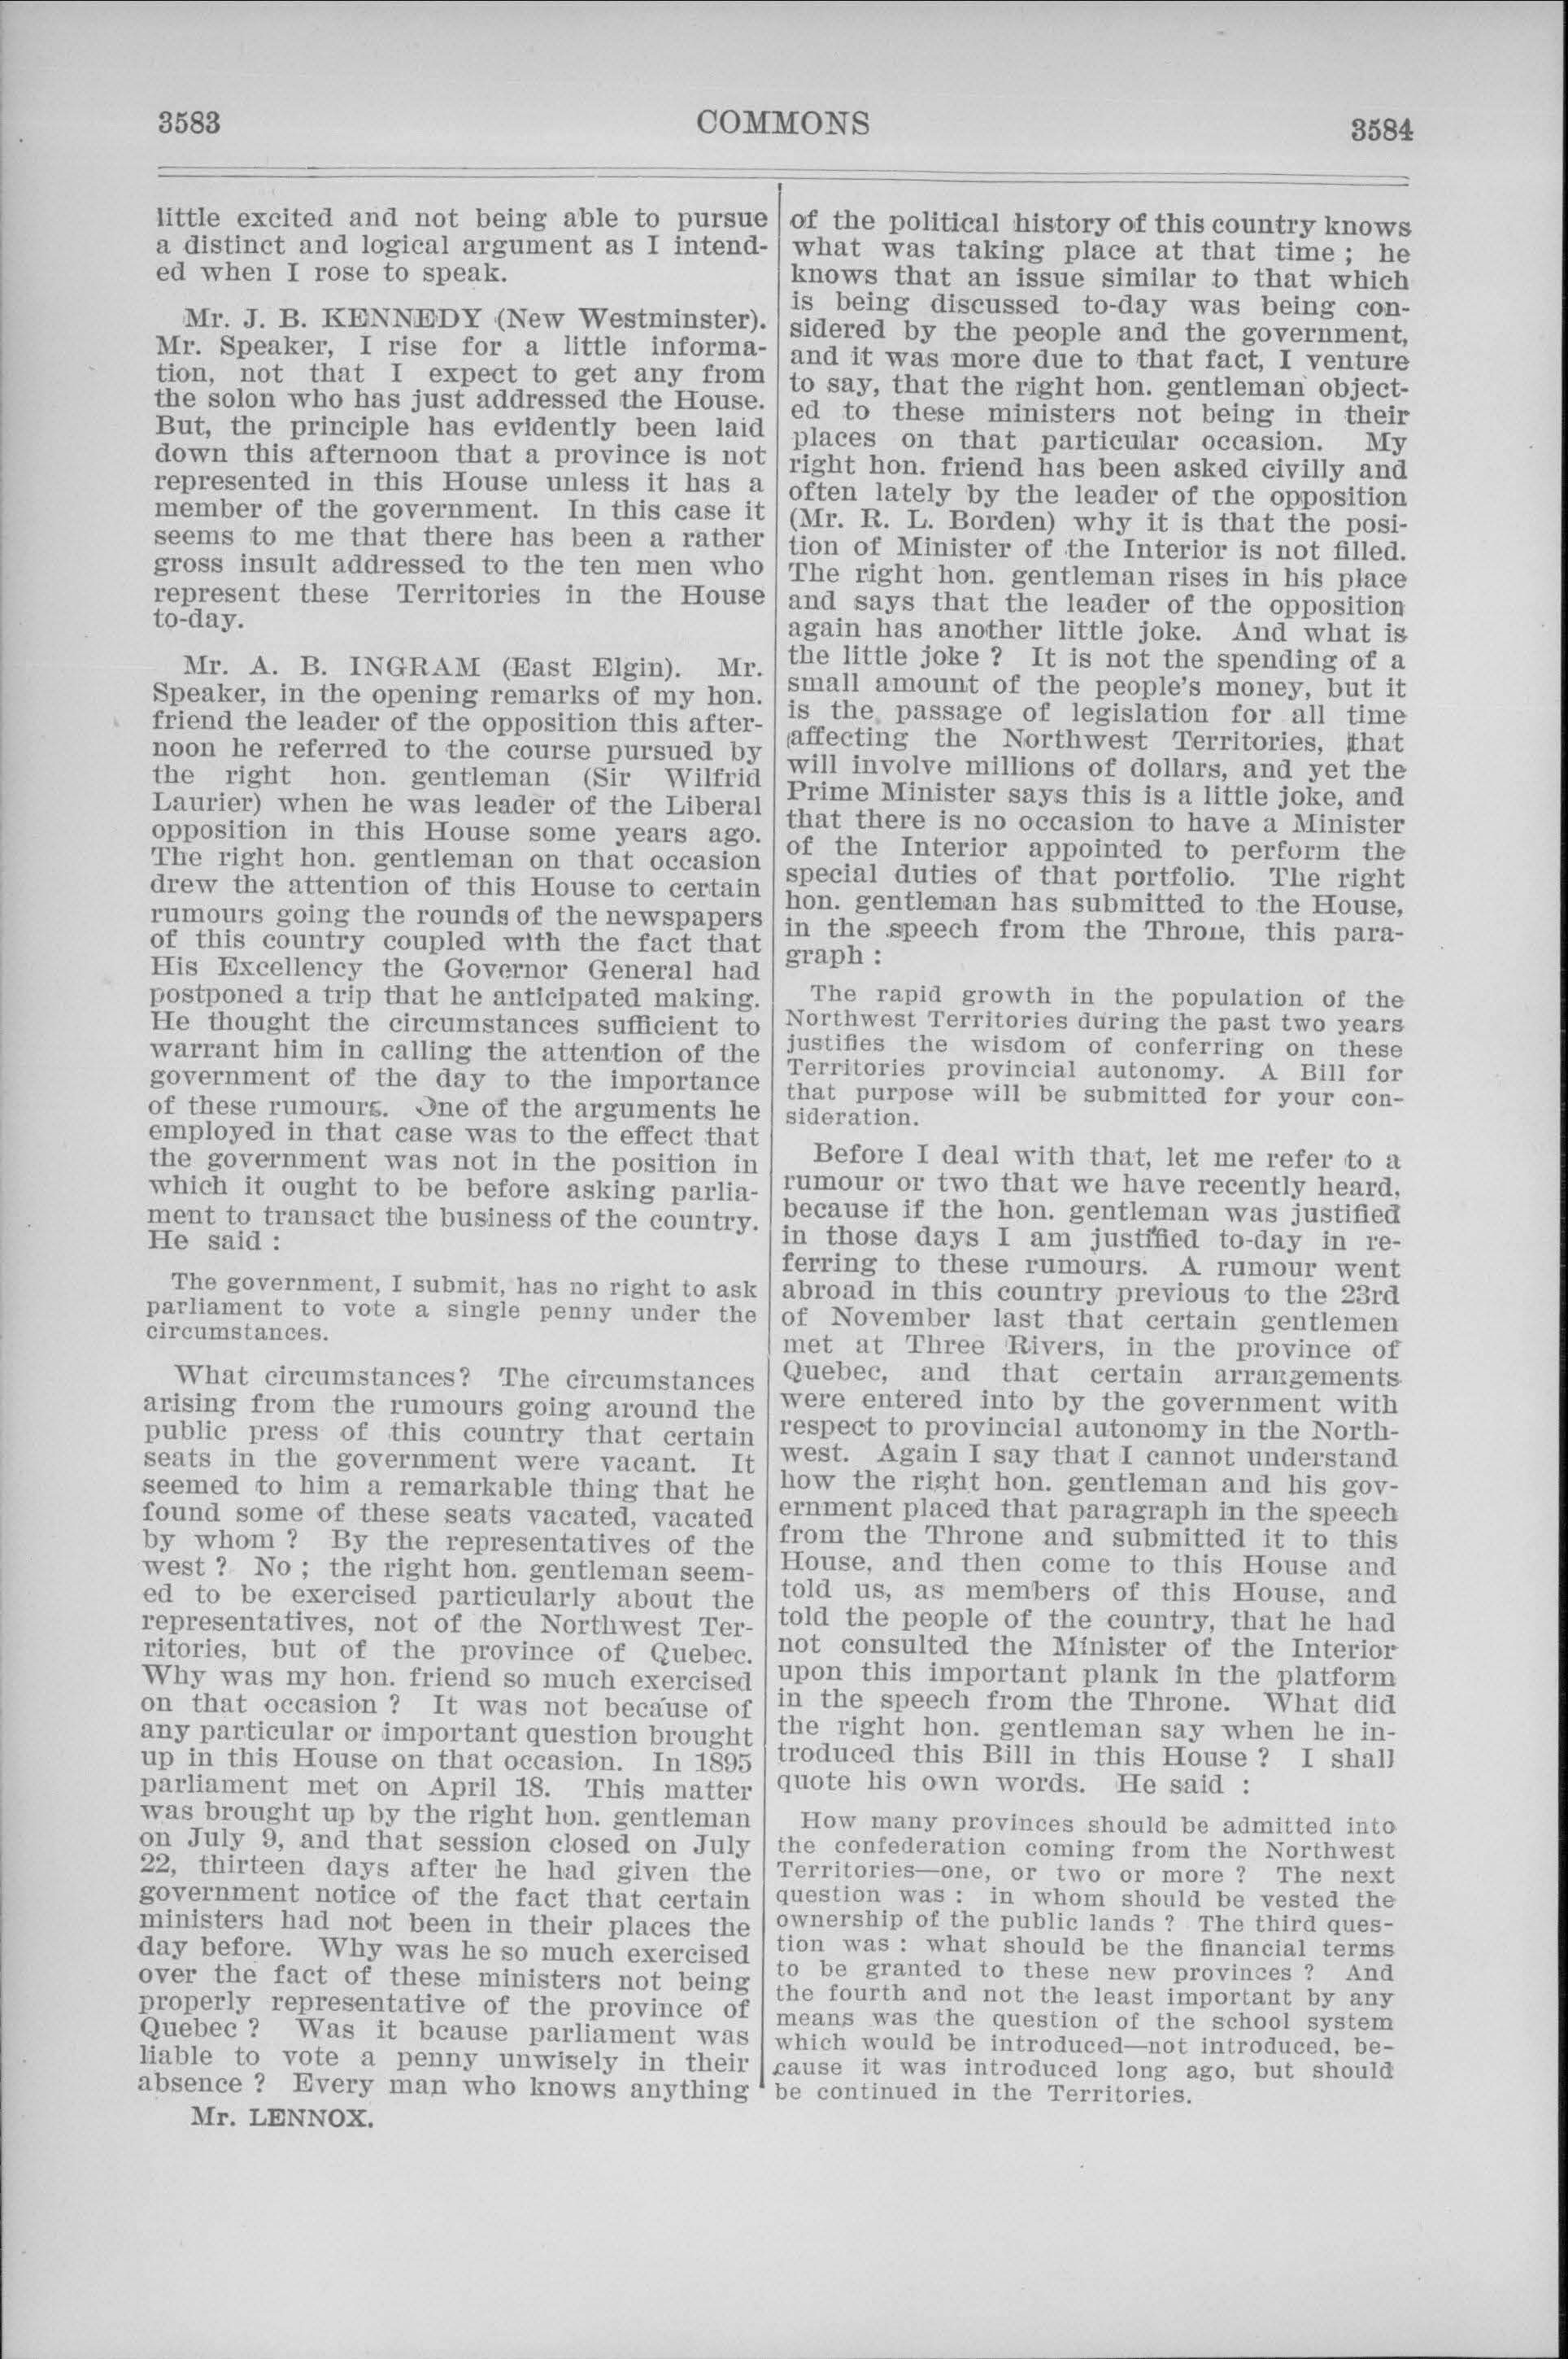 3583
COMMONS
3584
little excited and not being able to pursue
a distinct and logical argument as I intend-
ed when I rose to speak.
Mr. J. B. KENNEDY (New Westminster).
Mr. Speaker, I rise for a little informa-
tion, not that I expect to get any from
the solon who has just addressed the House.
But, the principle has evidently been laid
down this afternoon that a province is not
represented in this House unless it has a
member of the government. In this case it
seems to me that there has been a rather
gross insult addressed to the ten men who
represent these Territories in the House
to-day.
Mr. A. B. INGRAM (East Elgin). Mr.
Speaker, in the opening remarks of my hon.
friend the leader of the opposition this after-
noon he referred to the course pursued by
the right hon. gentleman (Sir Wilfrid
Laurier) when he was leader of the Liberal
opposition in this House some years ago.
The right hon. gentleman on that occasion
drew the attention of this House to certain
rumours going the rounds of the newspapers
of this country coupled with the fact that
His Excellency the Governor General had
postponed a trip that he anticipated making.
He thought the circumstances sufficient to
warrant him in calling the attention of the
government of the day to the importance
of these rumours. One of the arguments he
employed in that case was to the effect that
the government was not in the position in
which it ought to be before asking parlia-
ment to transact the business of the country.
He said :
The government, I submit, has no right to ask
parliament to vote a single penny under the
circumstances.
What circumstances? The circumstances
arising from the rumours going around the
public press of this country that certain
seats in the government were vacant. It
seemed to him a remarkable thing that he
found some of these seats vacated, vacated
by whom ? By the representatives of the
west ? No ; the right hon. gentleman seem-
ed to be exercised particularly about the
representatives, not of the Northwest Ter-
ritories, but of the province of Quebec.
Why was my hon. friend so much exercised
on that occasion ? It was not because of
any particular or important question brought
up in this House on that occasion. In 1895
parliament met on April 18. This matter
was brought up by the right hon. gentleman
on July 9, and that session closed on July
22, thirteen days after he had given the
government notice of the fact that certain
ministers had not been in their places the
day before. Why was he so much exercised
over the fact of these ministers not being
properly representative of the province of
Quebec ? Was it bcause parliament was
liable to vote a penny unwisely in their
absence ? Every man who knows anything
Mr. LENNOX.
of the political history of this country knows
what was taking place at that time ; he
knows that an issue similar to that which
is being discussed to-day was being con-
sidered by the people and the government,
and it was more due to that fact, I venture
to say, that the right hon. gentleman object-
ed to these ministers not being in their
places on that particular occasion. My
right hon. friend has been asked civilly and
often lately by the leader of the opposition
(Mr. R. L. Borden) why it is that the posi-
tion of Minister of the Interior is not filled.
The right hon. gentleman rises in his place
and says that the leader of the opposition
again has another little joke. And what is
the little joke ? It is not the spending of a
small amount of the people's money, but it
is the passage of legislation for all time
affecting the Northwest Territories, that
will involve millions of dollars, and yet the
Prime Minister says this is a little joke, and
that there is no occasion to have a Minister
of the Interior appointed to perform the
special duties of that portfolio. The right
hon. gentleman has submitted to the House,
in the speech from the Throne, this para-
graph :
The rapid growth in the population of the
Northwest Territories during the past two years
justifies the wisdom of conferring on these
Territories provincial autonomy. A Bill for
that purpose will be submitted for your con-
sideration.
Before I deal with that, let me refer to a
rumour or two that we have recently heard,
because if the hon. gentleman was justified
in those days I am justified to-day in re-
ferring to these rumours. A rumour went
abroad in this country previous to the 23rd
of November last that certain gentlemen
met at Three Rivers, in the province of
Quebec, and that certain arrangements
were entered into by the government with
respect to provincial autonomy in the North-
west. Again I say that I cannot understand
how the right hon. gentleman and his gov-
ernment placed that paragraph in the speech
from the Throne and submitted it to this
House, and then come to this House and
told us, as members of this House, and
told the people of the country, that he had
not consulted the Minister of the Interior
upon this important plank in the platform
in the speech from the Throne. What did
the right hon. gentleman say when he in-
troduced this Bill in this House ? I shall
quote his own words. He said :
How many provinces should be admitted into
the confederation coming from the Northwest
Territories—one, or two or more ? The next
question was : in whom should be vested the
ownership of the public lands ? The third ques-
tion was : what should be the financial terms
to be granted to these new provinces ? And
the fourth and not the least important by any
means was the question of the school system
which would be introduced—not introduced, be-
cause it was introduced long ago, but should
be continued in the Territories.